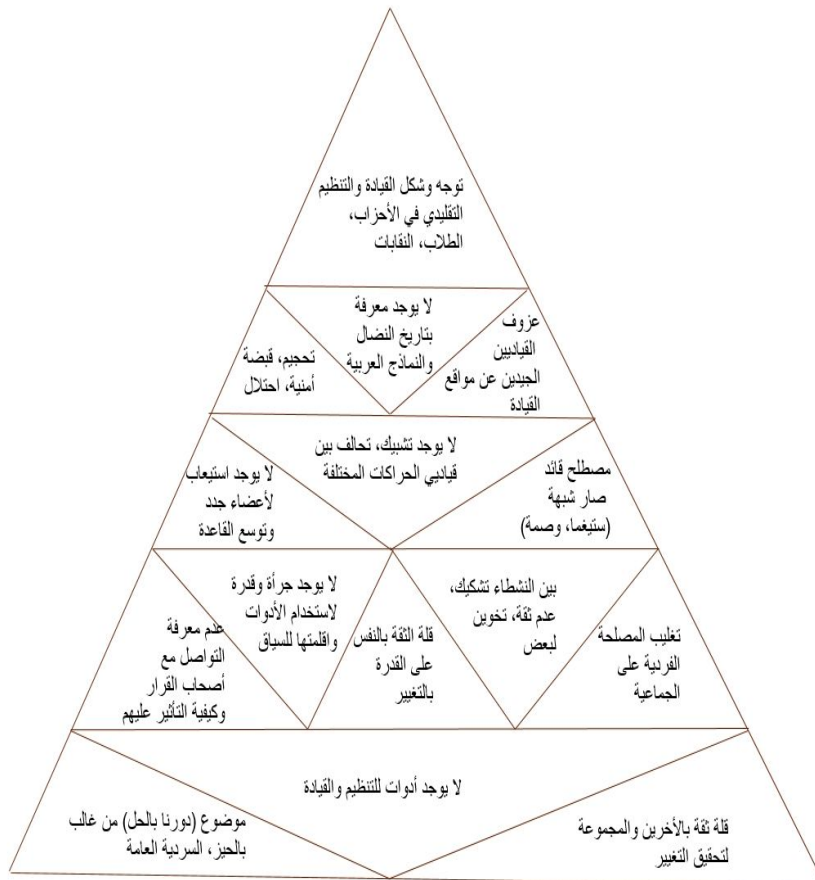 توجه وشكل القيادة والتنظيم
التقليدي في الأحزاب،
الطلاب، النقابات
عزوف
القياديين
الجيدين عن مواقع
القيادة
لا يوجد معرفة
بتاريخ النضال
والنماذج العربية
تحجيم، قبضة
أمنية، احتلال
مصطلح قائد
صار شبهة
(ستيغما، وصمة)
لا يوجد تشبيك، تحالف بين
قياديي الحراكات المختلفة
لا يوجد استيعاب
لأعضاء جدد
وتوسع القاعدة
تغليب المصلحة
الفردية على
الجماعية
بين النشطاء تشكيك،
عدم ثقة، تخوين
لبعض
قلة الثقة بالنفس
على القدرة
بالتغيير
لا يوجد جرأة وقدرة
لاستخدام الأدوات
واقلمتها للسياق
عدم معرفة
التواصل مع
أصحاب القرار
وكيفية التأثير عليهم
لا يوجد أدوات للتنظيم والقيادة
قلة ثقة بالأخرين والمجموعة
لتحقيق التغيير
موضوع (دورنا بالحل) من غالب
بالحيز، السردية العامة